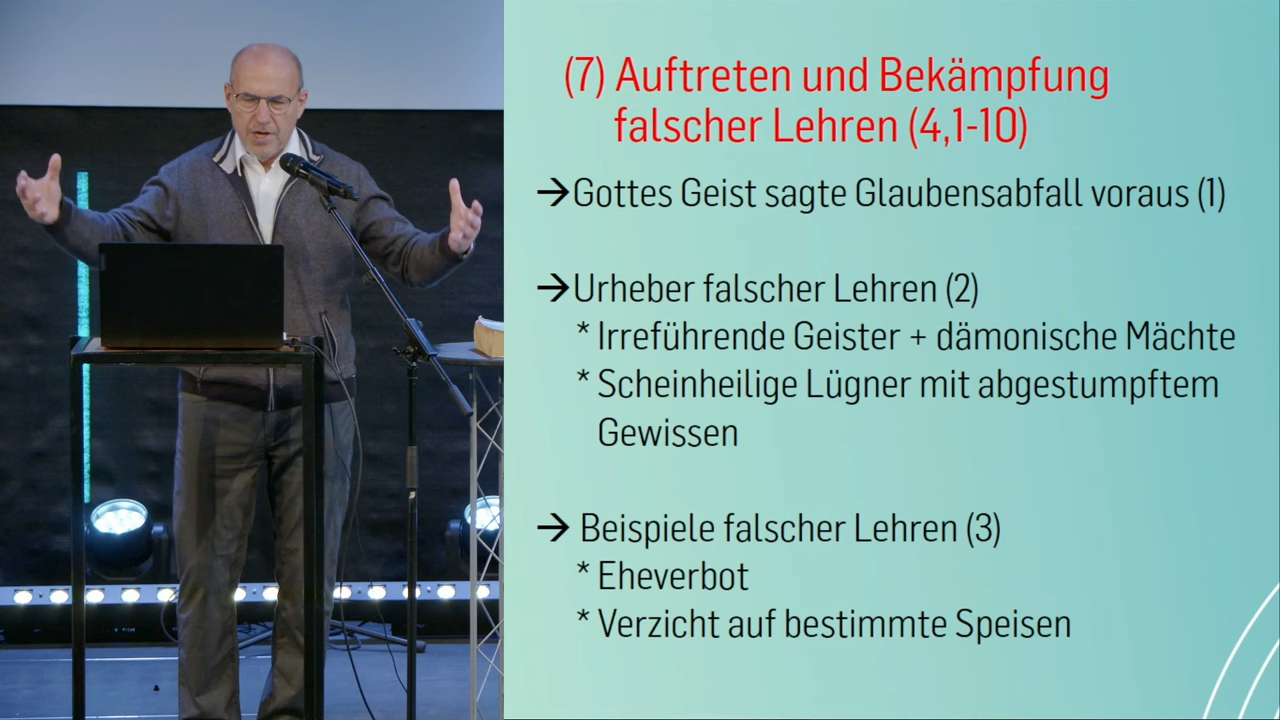 (7) Auftreten und Bekämpfung
falscher Lehren (4,1-10)
→Gottes Geist sagte Glaubensabfall voraus (1)
→Urheber falscher Lehren (2)
* Irreführende Geister + dämonische Mächte
* Scheinheilige Lügner mit abgestumpftem
Gewissen
→ Beispiele falscher Lehren (3)
* Eheverbot
* Verzicht auf bestimmte Speisen